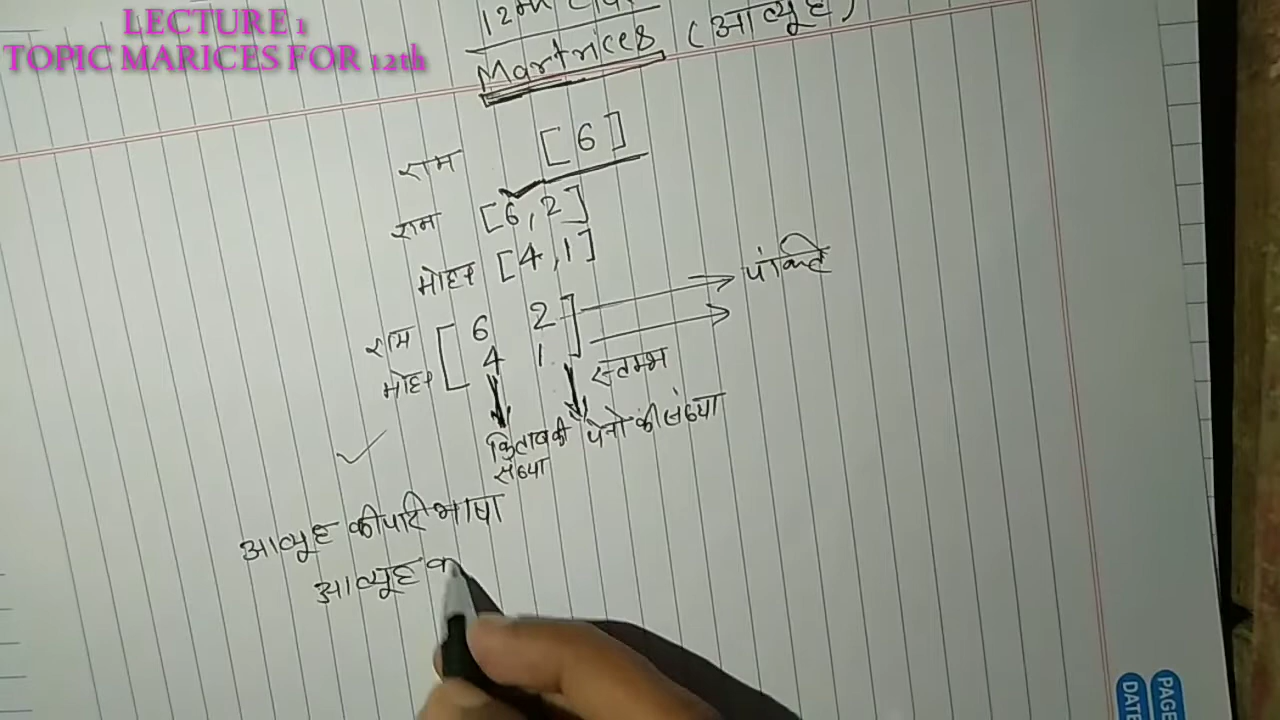 LECTURE 1
TOPIC MARICES FOR 12th
12th
Martrices (आव्यूह)
राम [6]
राम [6, 2]
मोहन [4, 1]
राम [6 2] पंक्ति
मोहन [4 1]
स्तम्भ
किताब की पेनो की संख्या
संख्या
आव्यूह की परिभाषा
आव्यूह
PAGE
DATE